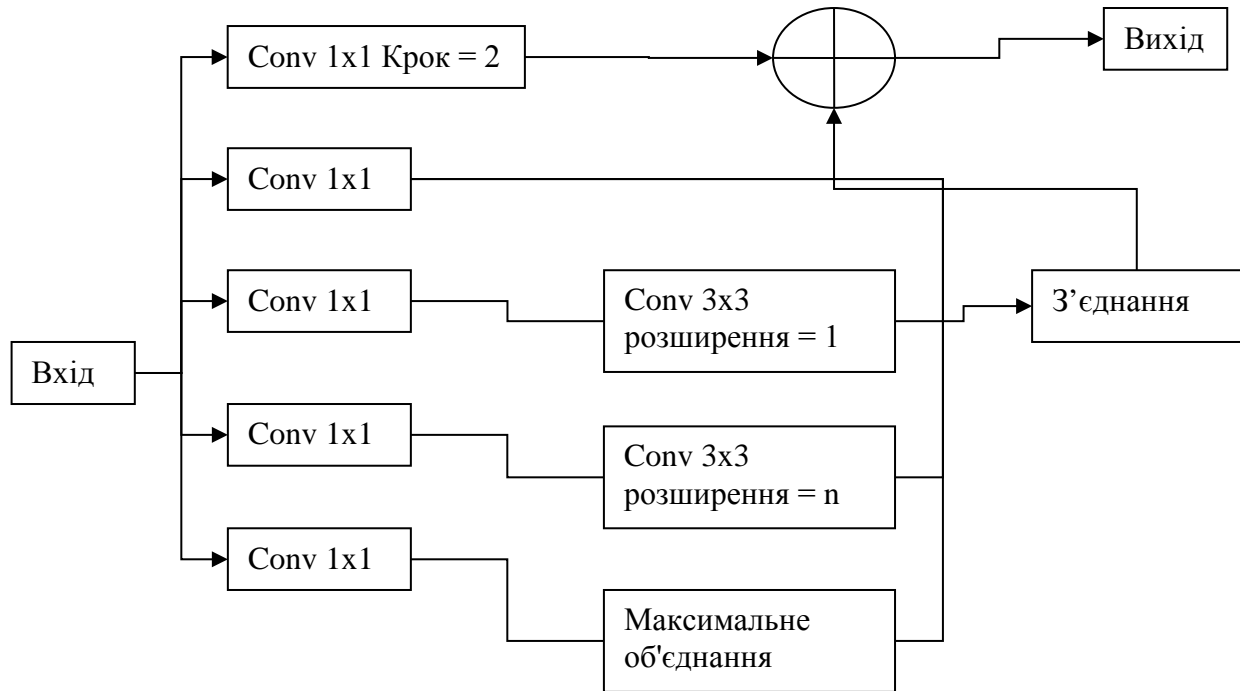 Conv 1x1 Крок = 2
Вихід
Conv 1x1
Conv 1x1
Conv 3x3
розширення = 1
З’єднання
Вхід
Conv 1x1
Conv 3x3
розширення = n
Conv 1x1
Максимальне
об'єднання